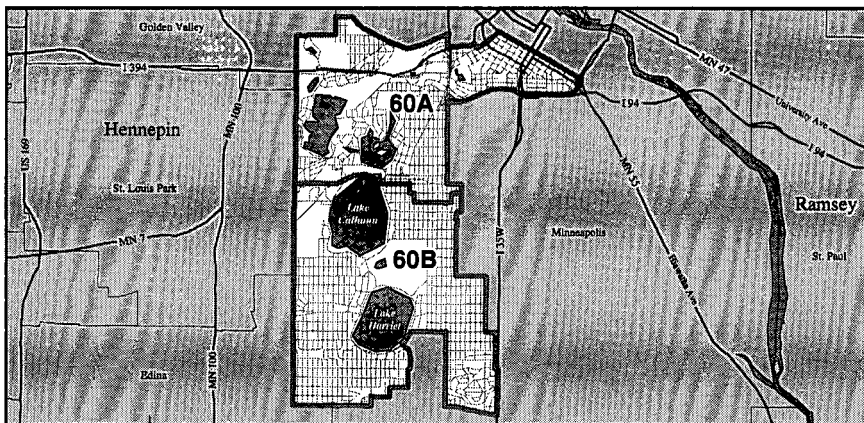 Golden Valley
I 394
60A
MN 100
MN 47
University Ave
I 94
I 94
Hennepin
US 169
MN 55
St. Louis Park
Lake
Calhoun
Ramsey
MN 7
60B
I 35W
Minneapolis
St. Paul
Hiawatha Ave
Lake
Harriet
Edina
MN 100